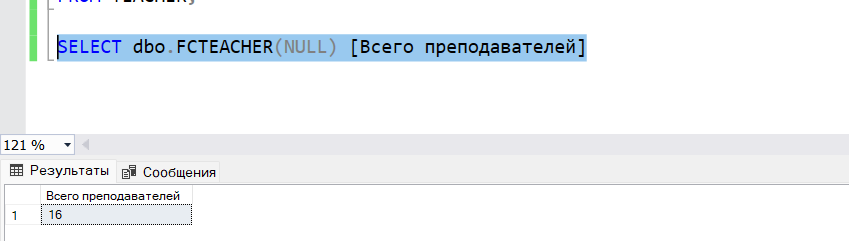 SELECT dbo.FCTEACHER(NULL) [Всего преподавателей]
121 %
Результаты Сообщения
Всего преподавателей
1 16